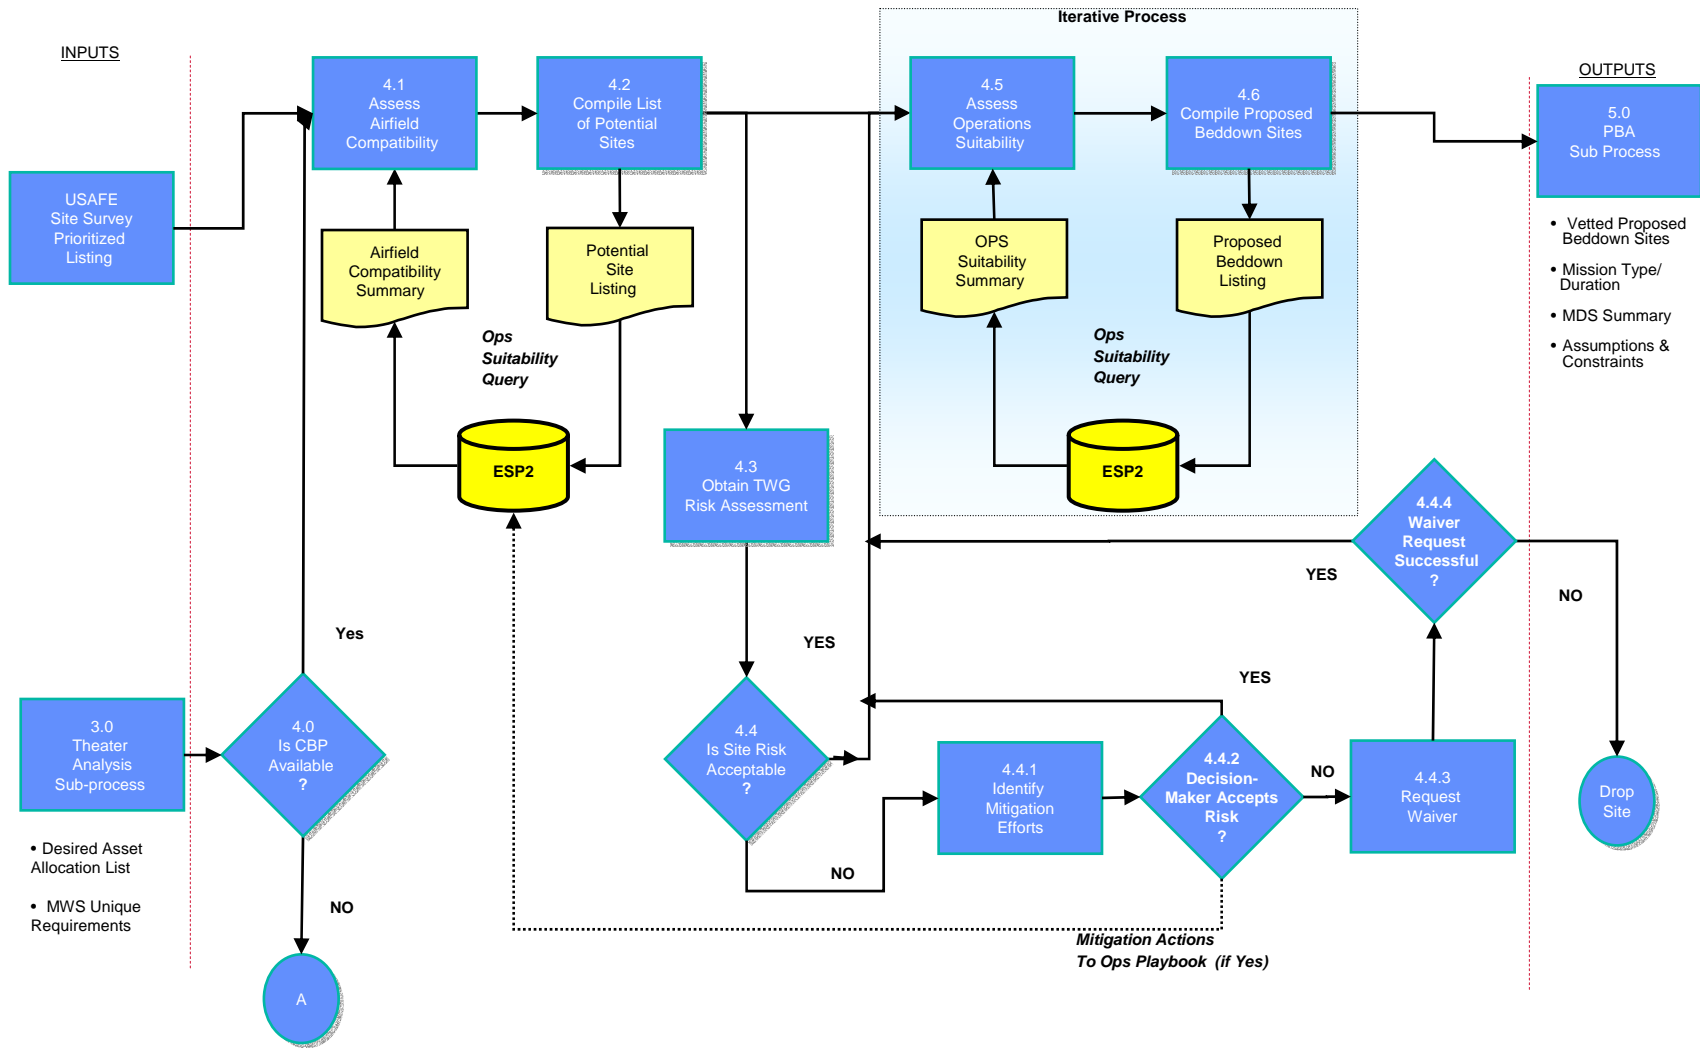 Iterative Process
INPUTS
OUTPUTS
4.1
Assess
Airfield
Compatibility
4.2
Compile List
of Potential
Sites
4.5
Assess
Operations
Suitability
4.6
Compile Proposed
Beddown Sites
5.0
PBA
Sub Process
USAFE
Site Survey
Prioritized
Listing
Airfield
Compatibility
Summary
Potential
Site
Listing
OPS
Suitability
Summary
Proposed
Beddown
Listing
• Vetted Proposed
Beddown Sites
• Mission Type/
Duration
• MDS Summary
• Assumptions &
Constraints
Ops
Suitability
Query
Ops
Suitability
Query
ESP2
ESP2
4.3
Obtain TWG
Risk Assessment
4.4.4
Waiver
Request
Successful
?
YES
NO
Yes
YES
YES
3.0
Theater
Analysis
Sub-process
4.0
Is CBP
Available
?
4.4
Is Site Risk
Acceptable
?
4.4.1
Identify
Mitigation
Efforts
4.4.2
Decision-
Maker Accepts
Risk
?
NO
4.4.3
Request
Waiver
Drop
Site
• Desired Asset
Allocation List
• MWS Unique
Requirements
NO
NO
Mitigation Actions
To Ops Playbook (if Yes)
A